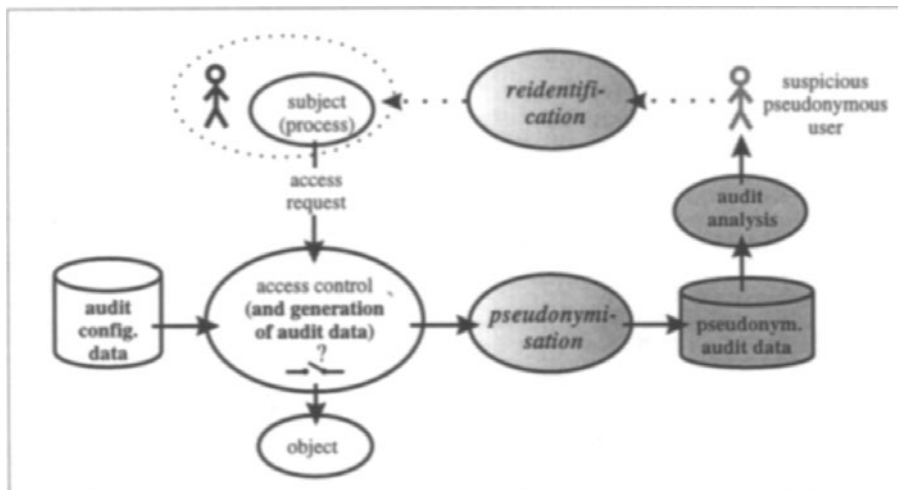 subject
(process)
reidentifi-
cation
suspicious
pseudonymous
user
access
request
audit
analysis
audit
config.
data
access control
(and generation
of audit data)
?
pseudonymi-
sation
pseudonym.
audit data
object